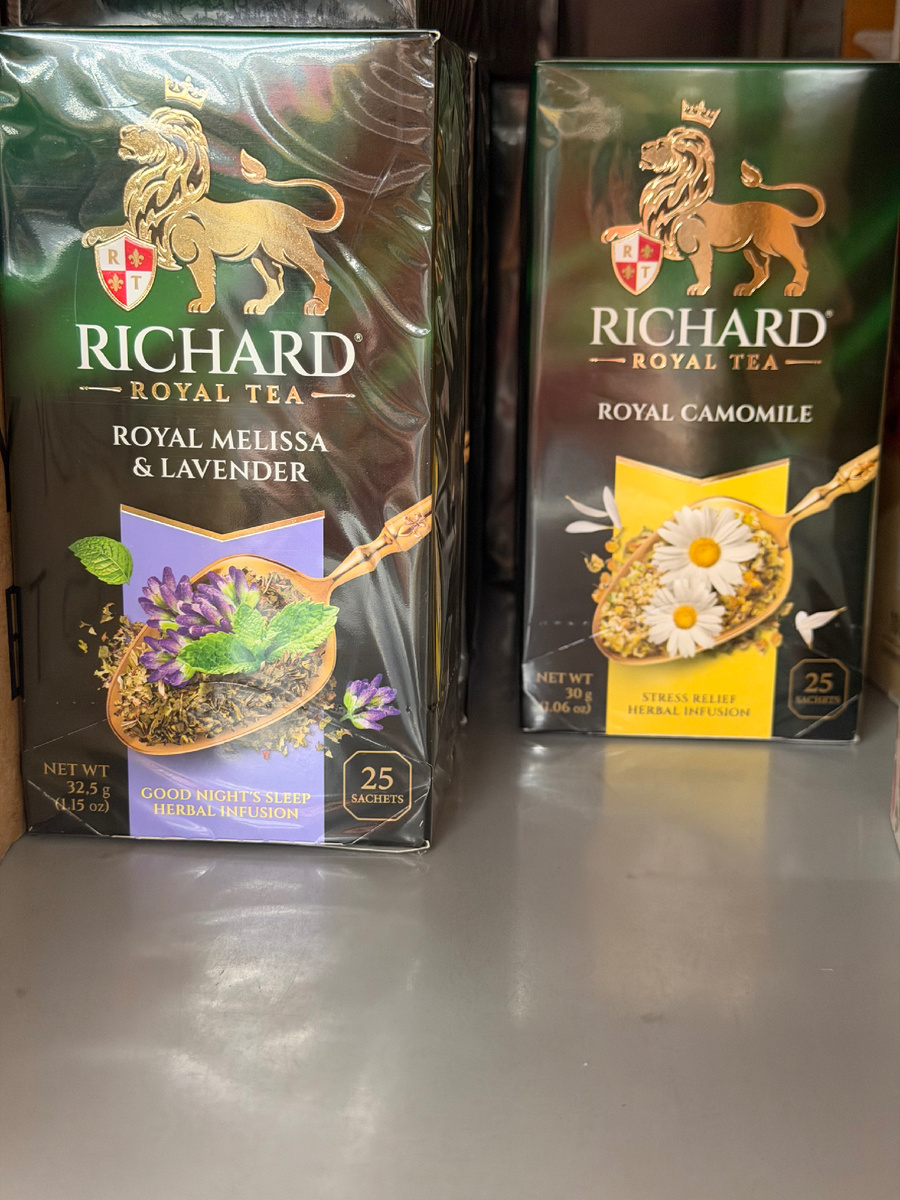 R
T
RICHARD®
ROYAL TEA
ROYAL MELISSA
& LAVENDER
NET WT
32,5 g
(1,15 oz)
GOOD NIGHT'S SLEEP
HERBAL INFUSION
25
SACHETS
R
T
RICHARD®
ROYAL TEA
ROYAL CAMOMILE
NET WT
30 g
(1.06 oz)
STRESS RELIEF
HERBAL INFUSION
25
SACHETS